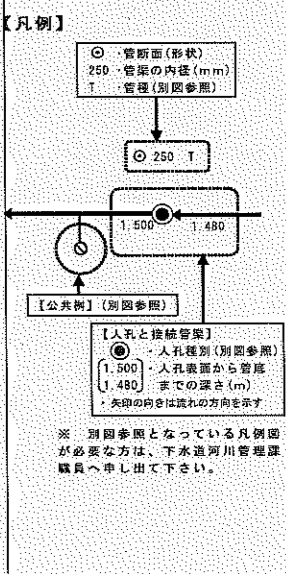 【凡例】
◎ ・管断面(形状)
250 ・管渠の内径(mm)
T ・管種(別図参照)
◎ 250 T
1.500 1.480
【公共桝】(別図参照)
【人孔と接続管渠】
◎ ・人孔種別(別図参照)
1.500 ・人孔表面から管底
1.480 までの深さ(m)
・矢印の向きは流れの方向を示す
※ 別図参照となっている凡例図
が必要な方は、下水道河川管理課
職員へ申し出て下さい。